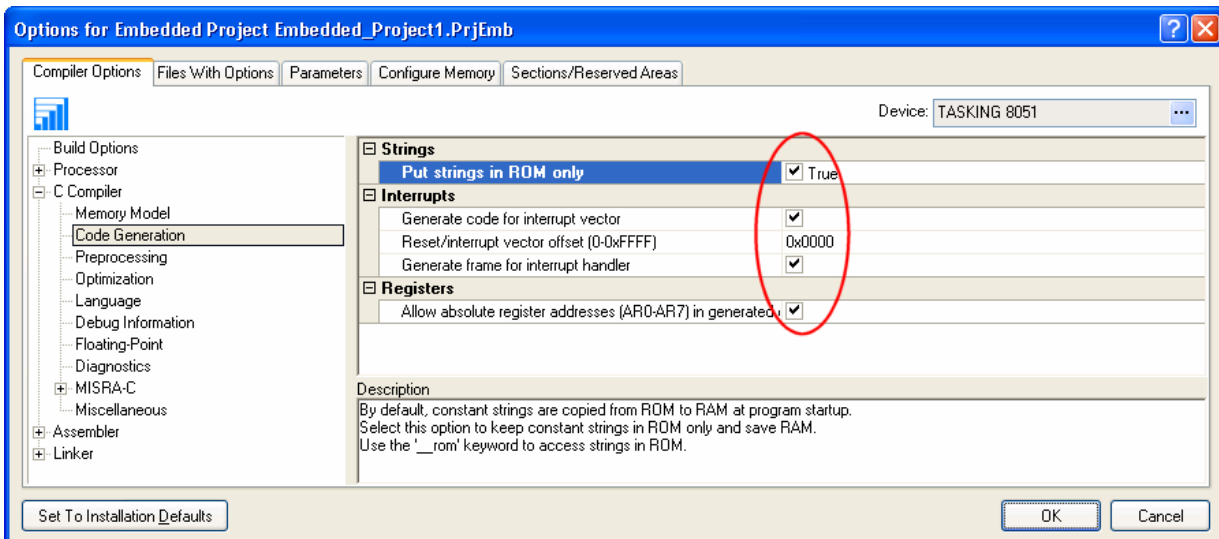 Options for Embedded Project Embedded_Project1.PrjEmb
Compiler Options Files With Options Parameters Configure Memory Sections/Reserved Areas
Device: TASKING 8051 ...
Build Options
Processor
C Compiler
Memory Model
Code Generation
Preprocessing
Optimization
Language
Debug Information
Floating-Point
Diagnostics
MISRA-C
Miscellaneous
Assembler
Linker
Strings
Put strings in ROM only True
Interrupts
Generate code for interrupt vector
Reset/interrupt vector offset (0-0xFFFF) 0x0000
Generate frame for interrupt handler
Registers
Allow absolute register addresses (AR0-AR7) in generated
Description
By default, constant strings are copied from ROM to RAM at program startup.
Select this option to keep constant strings in ROM only and save RAM.
Use the '__rom' keyword to access strings in ROM.
Set To Installation Defaults OK Cancel